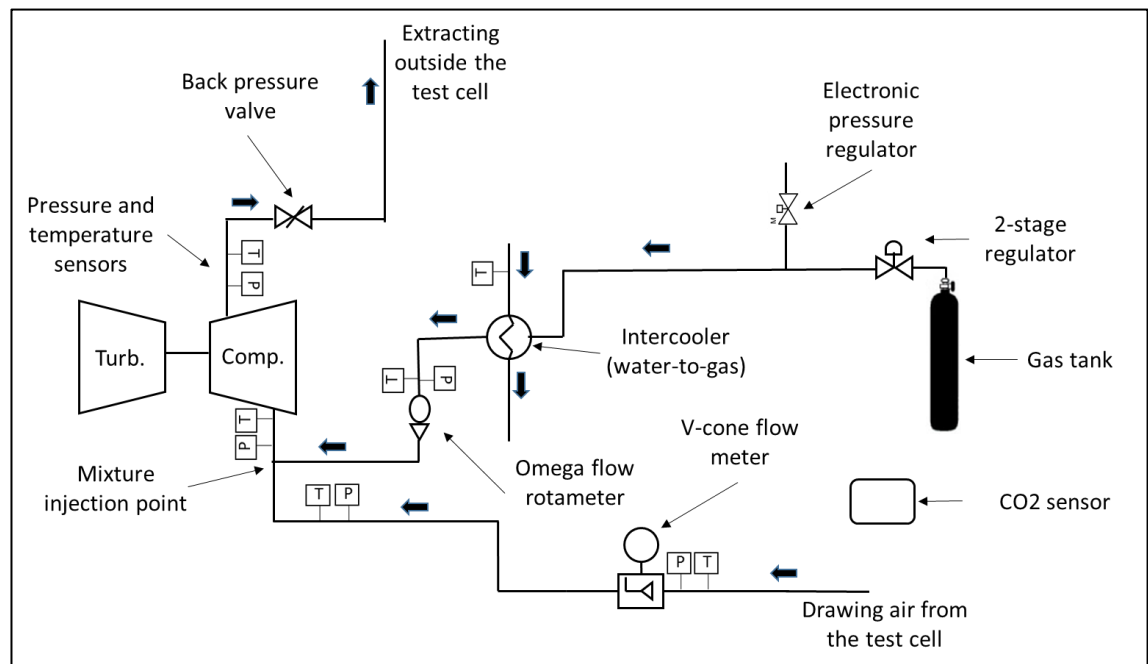 Extracting
outside the
test cell
Back pressure
valve
Electronic
pressure
regulator
M
Pressure and
temperature
sensors
2-stage
regulator
T
P
T
Turb.
Comp.
Intercooler
(water-to-gas)
Gas tank
T
P
T
P
V-cone flow
meter
Mixture
injection point
Omega flow
rotameter
T
P
CO2 sensor
P
T
Drawing air from
the test cell